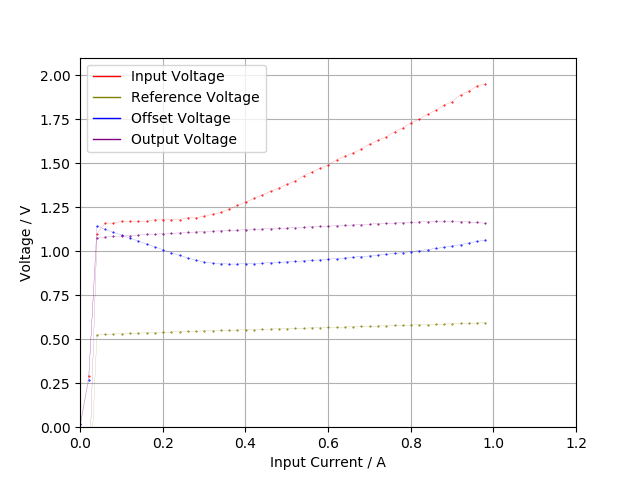 Input Voltage
Reference Voltage
Offset Voltage
Output Voltage
2.00
1.75
1.50
1.25
1.00
0.75
0.50
0.25
0.00
Voltage / V
0.0 0.2 0.4 0.6 0.8 1.0 1.2
Input Current / A